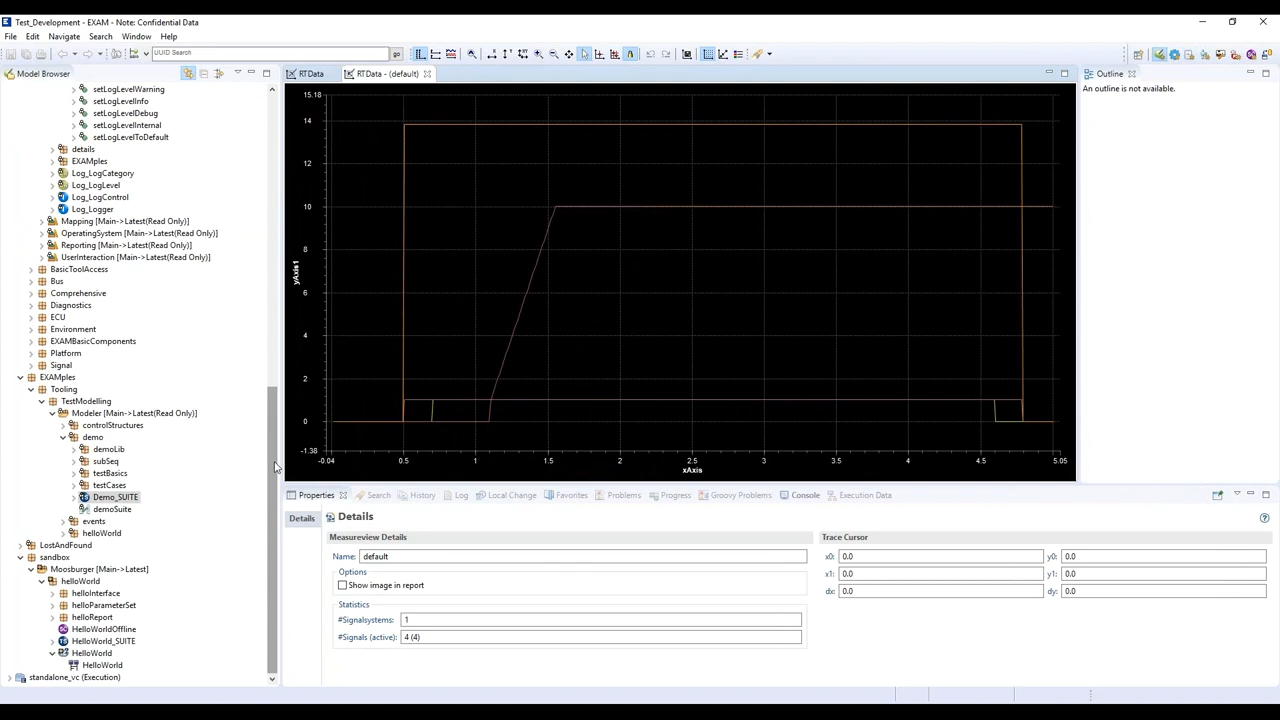 Test_Development - EXAM - Note: Confidential Data
File Edit Navigate Search Window Help
UUID Search
go
Model Browser
RTData
RTData - (default)
Outline
An outline is not available.
setLogLevelWarning
setLogLevelInfo
setLogLevelDebug
setLogLevelInternal
setLogLevelToDefault
details
EXAMples
Log_LogCategory
Log_LogLevel
Log_LogControl
Log_Logger
Mapping [Main->Latest(Read Only)]
OperatingSystem [Main->Latest(Read Only)]
Reporting [Main->Latest(Read Only)]
UserInteraction [Main->Latest(Read Only)]
BasicToolAccess
Bus
Comprehensive
Diagnostics
ECU
Environment
EXAMBasicComponents
Platform
Signal
EXAMples
Tooling
TestModelling
Modeler [Main->Latest(Read Only)]
controlStructures
demo
demoLib
subSeq
testBasics
testCases
Demo_SUITE
demoSuite
events
helloWorld
LostAndFound
sandbox
Moosburger [Main->Latest]
helloWorld
helloInterface
helloParameterSet
helloReport
HelloWorldOffline
HelloWorld_SUITE
HelloWorld
HelloWorld
standalone_vc (Execution)
15.18
14
12
10
8
6
4
2
0
-1.38
yAxis1
-0.04 0.5 1 1.5 2 2.5 3 3.5 4 4.5 5.05
xAxis
Properties Search History Log Local Change Favorites Problems Progress Groovy Problems Console Execution Data
Details
Details
Measureview Details
Name: default
Options
Show image in report
Statistics
#Signalsystems: 1
#Signals (active): 4 (4)
Trace Cursor
x0: 0.0 y0: 0.0
x1: 0.0 y1: 0.0
dx: 0.0 dy: 0.0